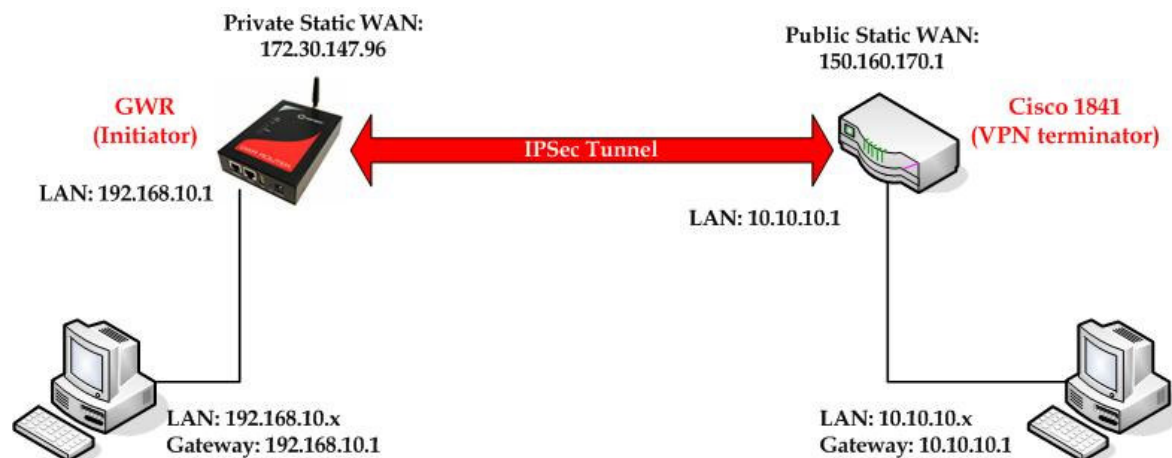 Private Static WAN:
172.30.147.96
Public Static WAN:
150.160.170.1
GWR
(Initiator)
Cisco 1841
(VPN terminator)
IPSec Tunnel
LAN: 192.168.10.1
LAN: 10.10.10.1
LAN: 192.168.10.x
Gateway: 192.168.10.1
LAN: 10.10.10.x
Gateway: 10.10.10.1